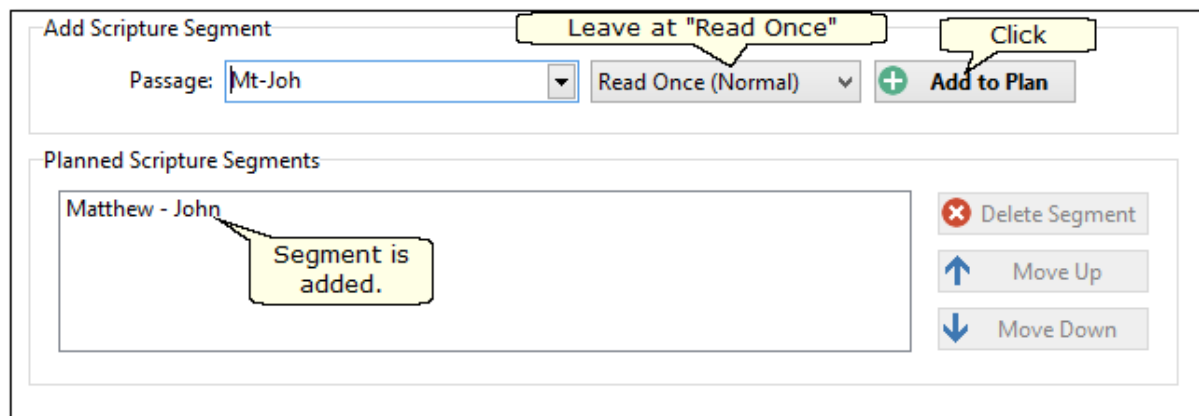 Add Scripture Segment
Leave at "Read Once"
Click
Passage: Mt-Joh Read Once (Normal) Add to Plan
Planned Scripture Segments
Matthew - John
Segment is
added.
Delete Segment
Move Up
Move Down